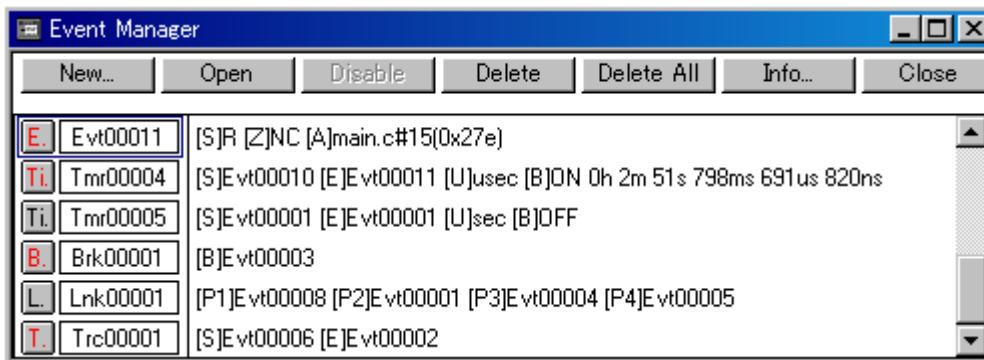 Event Manager
New... Open Disable Delete Delete All Info... Close
E. Evt00011 [S]R [Z]NC [A]main.c#15(0x27e)
Ti. Tmr00004 [S]Evt00010 [E]Evt00011 [U]usec [B]ON 0h 2m 51s 798ms 691us 820ns
Ti. Tmr00005 [S]Evt00001 [E]Evt00001 [U]sec [B]OFF
B. Brk00001 [B]Evt00003
L. Lnk00001 [P1]Evt00008 [P2]Evt00001 [P3]Evt00004 [P4]Evt00005
T. Trc00001 [S]Evt00006 [E]Evt00002